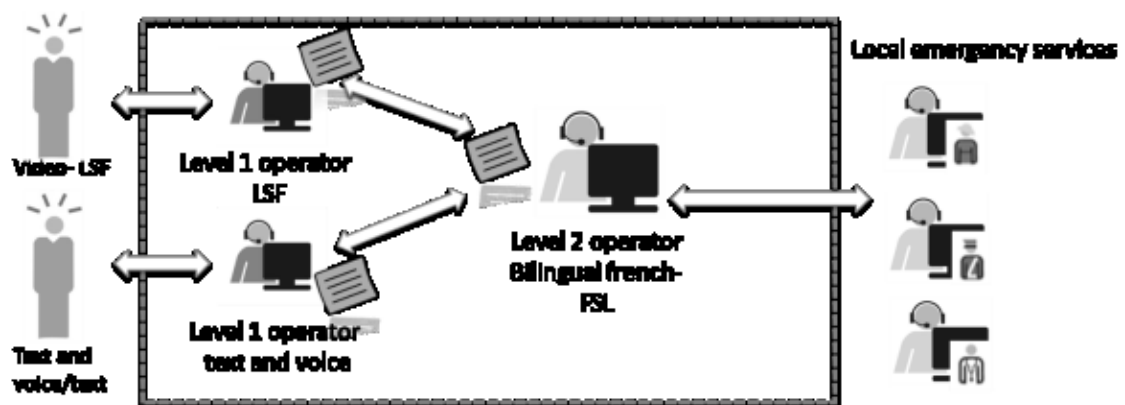 Local emergency services
Video- LSF
Level 1 operator
LSF
Level 2 operator
Bilingual french-
FSL
Level 1 operator
text and voice
Text and
voice/text